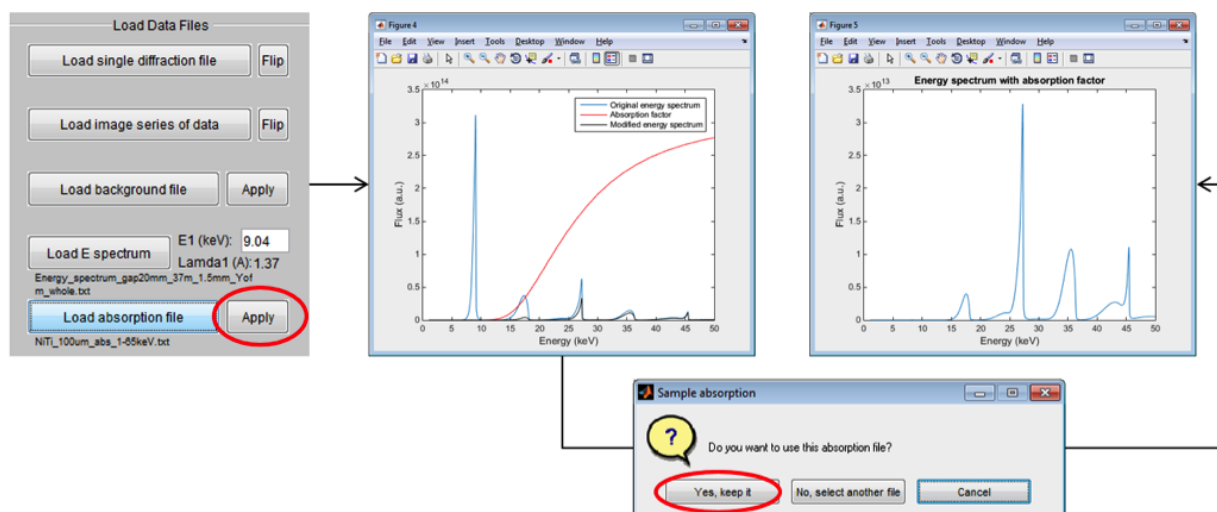 Load Data Files
Load single diffraction file
Flip
Load image series of data
Flip
Load background file
Apply
Load E spectrum
E1 (keV):
9.04
Lamda1 (A): 1.37
Energy_spectrum_gap20mm_37m_1.5mm_Yof
m_whole.txt
Load absorption file
Apply
NiTi_100um_abs_1-65keV.txt
Figure 4
File Edit View Insert Tools Desktop Window Help
×10^14
Original energy spectrum
Absorption factor
Modified energy spectrum
3.5
3
2.5
2
1.5
1
0.5
0
Flux (a.u.)
0 5 10 15 20 25 30 35 40 45 50
Energy (keV)
Figure 5
File Edit View Insert Tools Desktop Window Help
×10^13
Energy spectrum with absorption factor
3.5
3
2.5
2
1.5
1
0.5
0
Flux (a.u.)
0 5 10 15 20 25 30 35 40 45 50
Energy (keV)
Sample absorption
?
Do you want to use this absorption file?
Yes, keep it
No, select another file
Cancel